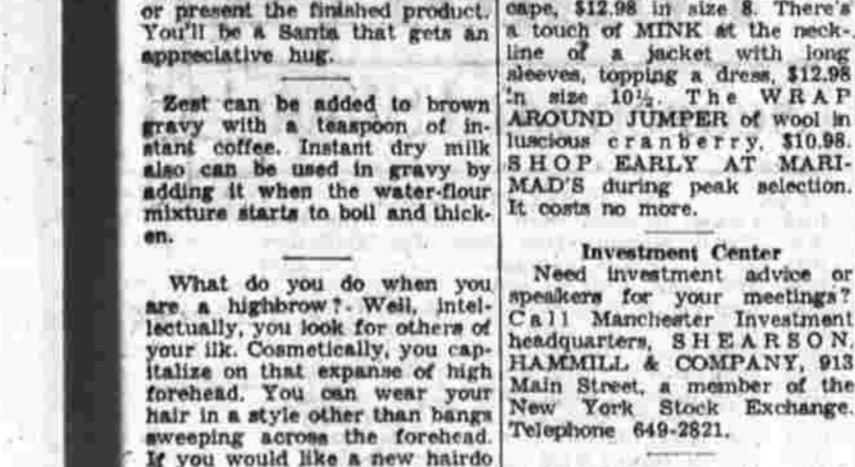 or present the finished product.
You'll be a Santa that gets an
appreciative hug.
Zest can be added to brown
gravy with a teaspoon of in-
stant coffee. Instant dry milk
also can be used in gravy by
adding it when the water-flour
mixture starts to boil and thick-
en.
What do you do when you
are a highbrow? Well, intel-
lectually, you look for others of
your ilk. Cosmetically, you cap-
italize on that expanse of high
forehead. You can wear your
hair in a style other than bangs
sweeping across the forehead.
If you would like a new hairdo
cape, $12.98 in size 8. There's
a touch of MINK at the neck-
line of a jacket with long
sleeves, topping a dress, $12.98
in size 10½. The WRAP
AROUND JUMPER of wool in
luscious cranberry, $10.98.
SHOP EARLY AT MARI-
MAD'S during peak selection.
It costs no more.
Investment Center
Need investment advice or
speakers for your meetings?
Call Manchester Investment
headquarters, SHEARSON,
HAMMILL & COMPANY, 913
Main Street, a member of the
New York Stock Exchange.
Telephone 649-2821.